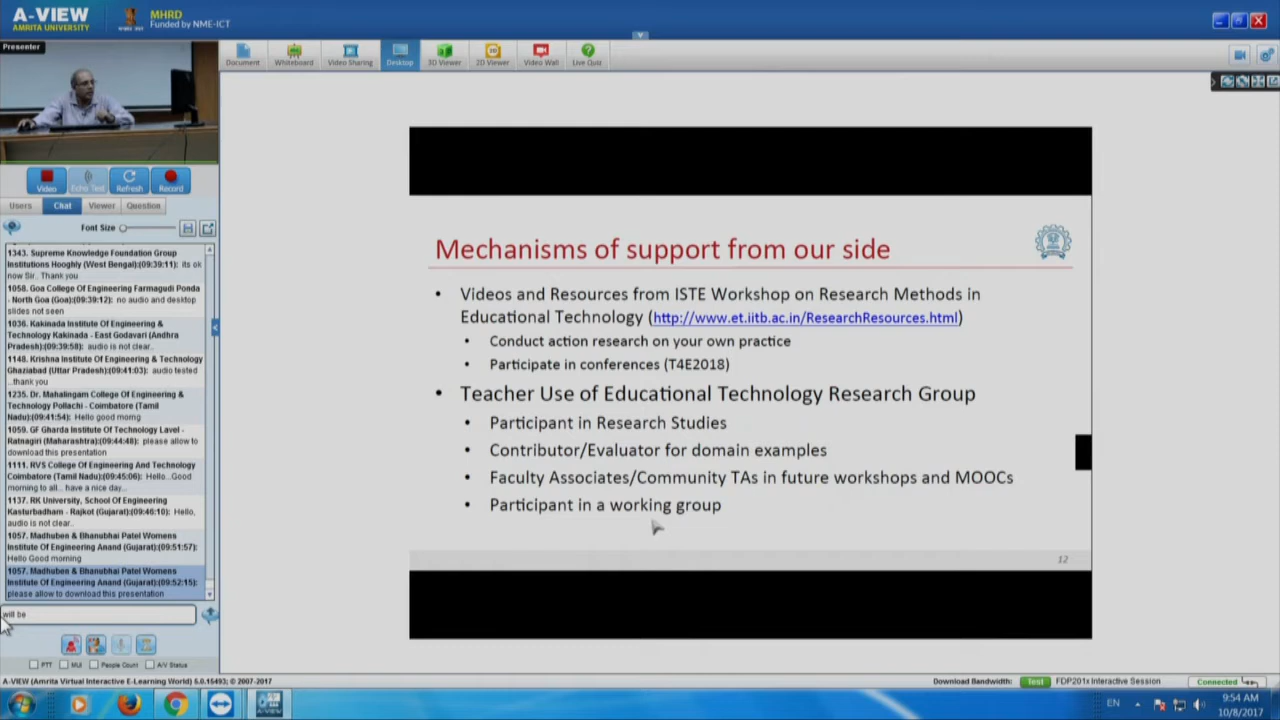 A-VIEW
AMRITA UNIVERSITY
MHRD
Funded by NME-ICT
Presenter
Document
Whiteboard
Video Sharing
Desktop
3D Viewer
2D Viewer
Video Wall
Live Quiz
Video
Echo Test
Refresh
Record
Users
Chat
Viewer
Question
Font Size
1343. Supreme Knowledge Foundation Group
Institutions Hooghly (West Bengal):(09:39:11): its ok
now Sir.. Thank you
1058. Goa College Of Engineering Farmagudi Ponda
- North Goa (Goa):(09:39:12): no audio and desktop
slides not seen
1036. Kakinada Institute Of Engineering &
Technology Kakinada - East Godavari (Andhra
Pradesh):(09:39:58): audio is not clear..
1148. Krishna Institute Of Engineering & Technology
Ghaziabad (Uttar Pradesh):(09:41:03): audio tested
...thank you
1235. Dr. Mahalingam College Of Engineering &
Technology Pollachi - Coimbatore (Tamil
Nadu):(09:41:54): Hello good morng
1059. GF Gharda Institute Of Technology Lavel -
Ratnagiri (Maharashtra):(09:44:48): please allow to
download this presentation
1111. RVS College Of Engineering And Technology
Coimbatore (Tamil Nadu):(09:45:06): Hello...Good
morning to all... have a nice day...
1137. RK University, School Of Engineering
Kasturbadham - Rajkot (Gujarat):(09:46:10): Hello,
audio is not clear..
1057. Madhuben & Bhanubhai Patel Womens
Institute Of Engineering Anand (Gujarat):(09:51:57):
Hello Good morning
1057. Madhuben & Bhanubhai Patel Womens
Institute Of Engineering Anand (Gujarat):(09:52:15):
please allow to download this presentation
will be
PTT
MUI
People Count
A/V Status
Mechanisms of support from our side
• Videos and Resources from ISTE Workshop on Research Methods in
Educational Technology (http://www.et.iitb.ac.in/ResearchResources.html)
• Conduct action research on your own practice
• Participate in conferences (T4E2018)
• Teacher Use of Educational Technology Research Group
• Participant in Research Studies
• Contributor/Evaluator for domain examples
• Faculty Associates/Community TAs in future workshops and MOOCs
• Participant in a working group
12
A-VIEW (Amrita Virtual Interactive E-Learning World) 5.0.15493; © 2007-2017
Download Bandwidth:
Test
FDP201x Interactive Session
Connected
EN
9:54 AM
10/8/2017